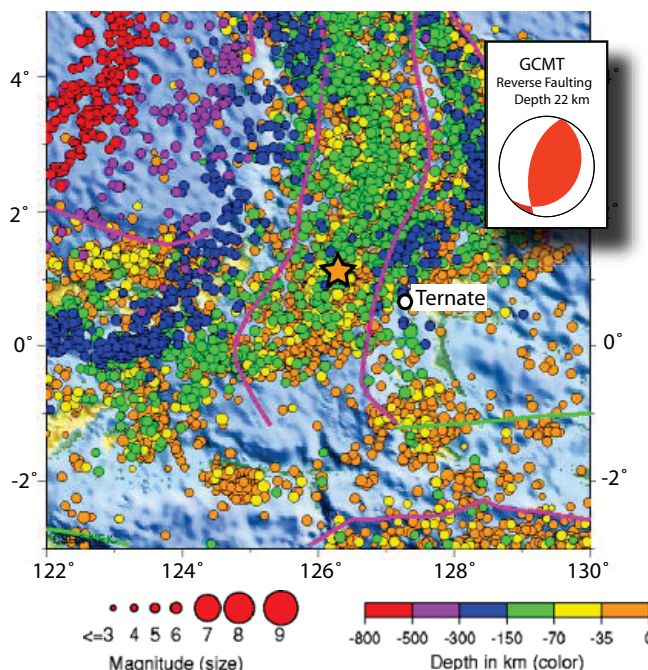 4˚
GCMT
Reverse Faulting
Depth 22 km
2˚
Ternate
0˚
0˚
-2˚
-2˚
122
124
126
128
130
<=3 4 5 6 7 8 9
Magnitude (size)
-800 -500 -300 -150 -70 -35 0
Depth in km (color)